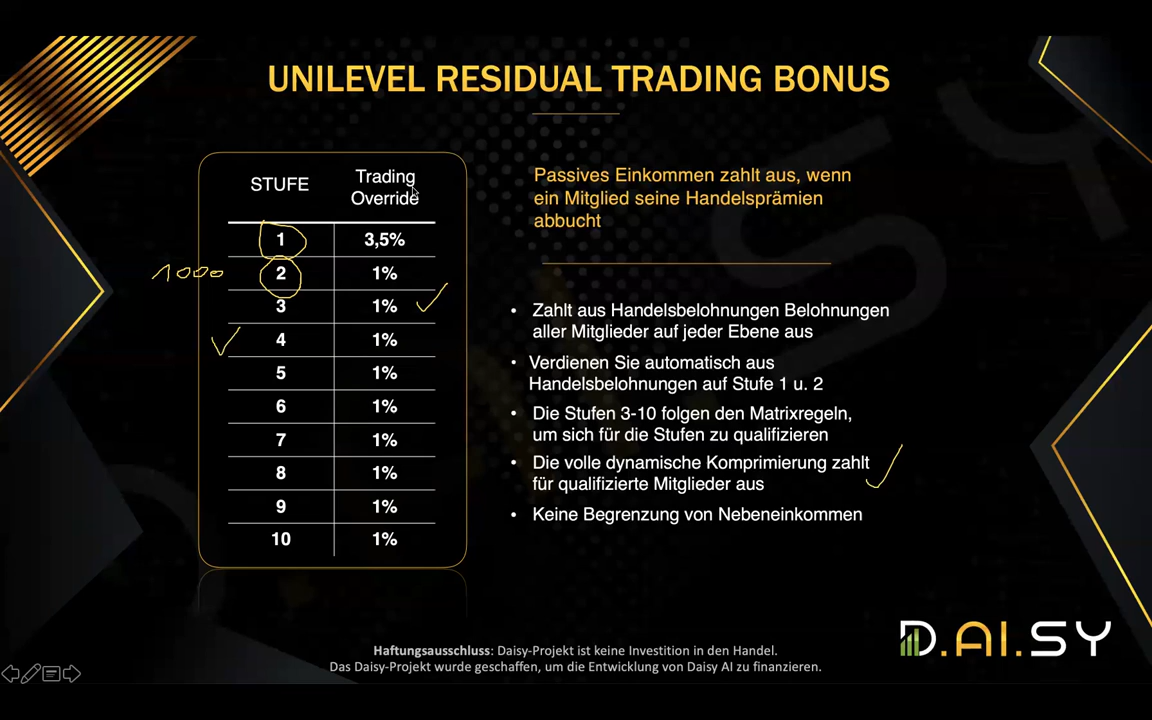 UNILEVEL RESIDUAL TRADING BONUS
STUFE Trading Override
1 3,5%
1000 2 1%
3 1%
4 1%
5 1%
6 1%
7 1%
8 1%
9 1%
10 1%
Passives Einkommen zahlt aus, wenn
ein Mitglied seine Handelsprämien
abbucht
• Zahlt aus Handelsbelohnungen Belohnungen
aller Mitglieder auf jeder Ebene aus
• Verdienen Sie automatisch aus
Handelsbelohnungen auf Stufe 1 u. 2
• Die Stufen 3-10 folgen den Matrixregeln,
um sich für die Stufen zu qualifizieren
• Die volle dynamische Komprimierung zahlt
für qualifizierte Mitglieder aus
• Keine Begrenzung von Nebeneinkommen
D.AI.SY
Haftungsausschluss: Daisy-Projekt ist keine Investition in den Handel.
Das Daisy-Projekt wurde geschaffen, um die Entwicklung von Daisy AI zu finanzieren.